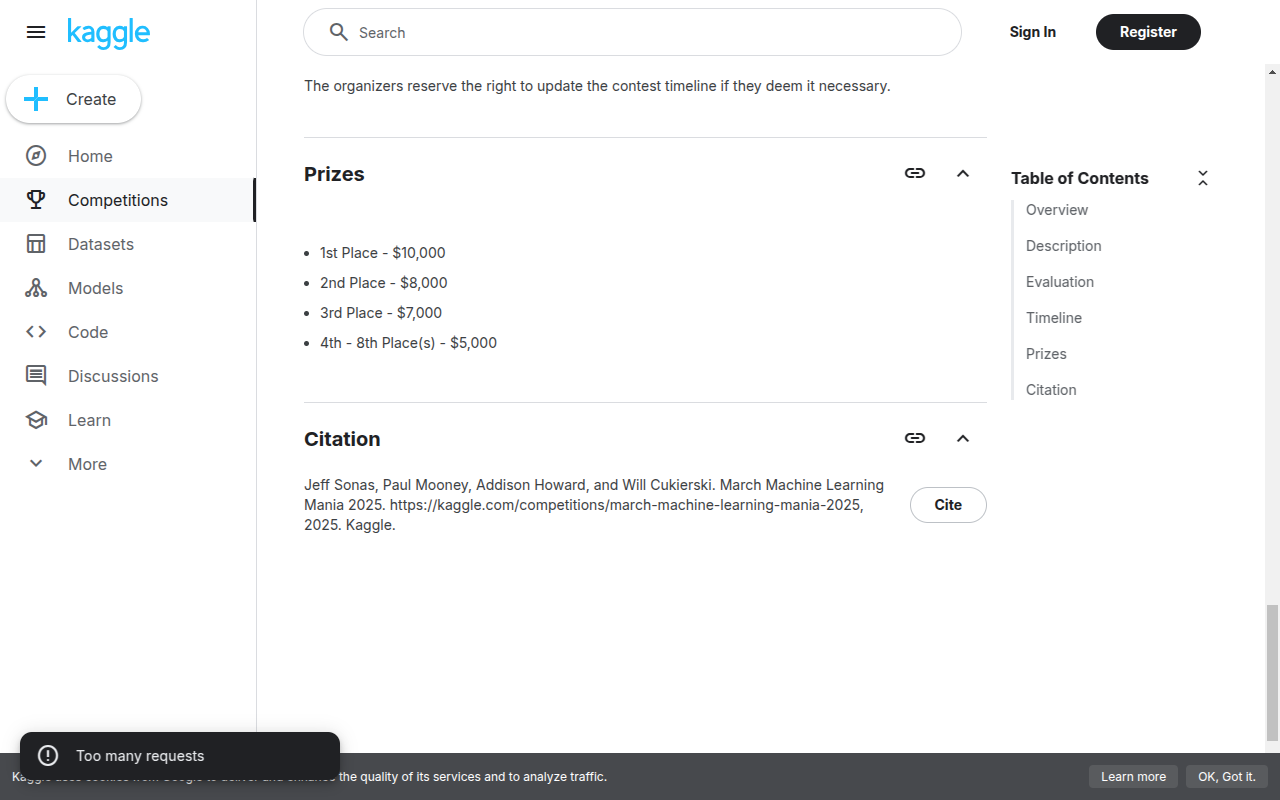 kaggle
Search
Sign In
Register
Create
Home
Competitions
Datasets
Models
Code
Discussions
Learn
More
The organizers reserve the right to update the contest timeline if they deem it necessary.
Prizes
1st Place - $10,000
2nd Place - $8,000
3rd Place - $7,000
4th - 8th Place(s) - $5,000
Citation
Jeff Sonas, Paul Mooney, Addison Howard, and Will Cukierski. March Machine Learning
Mania 2025. https://kaggle.com/competitions/march-machine-learning-mania-2025,
2025. Kaggle.
Cite
Table of Contents
Overview
Description
Evaluation
Timeline
Prizes
Citation
Too many requests
the quality of its services and to analyze traffic.
Learn more
OK, Got it.